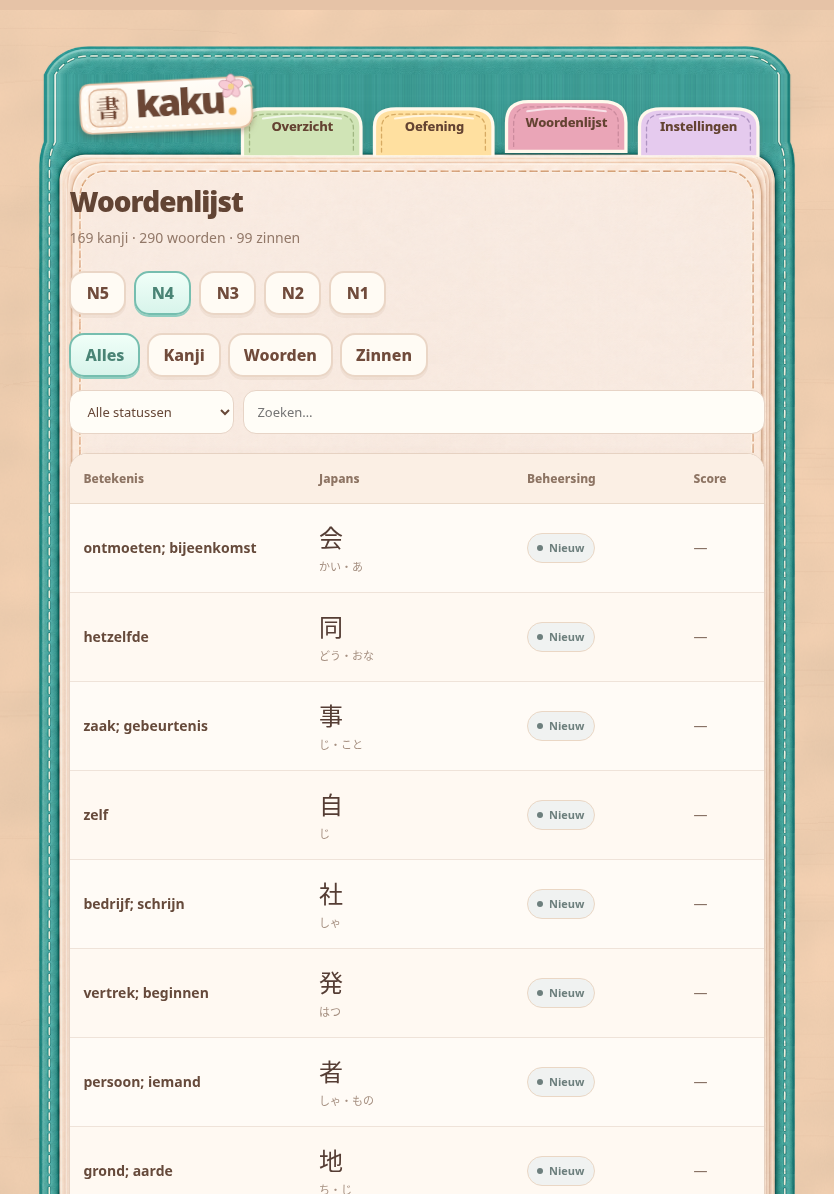 書 kaku.
Overzicht Oefening Woordenlijst Instellingen
Woordenlijst
169 kanji · 290 woorden · 99 zinnen
N5 N4 N3 N2 N1
Alles Kanji Woorden Zinnen
Alle statussen Zoeken...
Betekenis Japans Beheersing Score
ontmoeten; bijeenkomst 会 Nieuw —
かい・あ
hetzelfde 同 Nieuw —
どう・おな
zaak; gebeurtenis 事 Nieuw —
じ・こと
zelf 自 Nieuw —
じ
bedrijf; schrijn 社 Nieuw —
しゃ
vertrek; beginnen 発 Nieuw —
はつ
persoon; iemand 者 Nieuw —
しゃ・もの
grond; aarde 地 Nieuw —
ち・じ